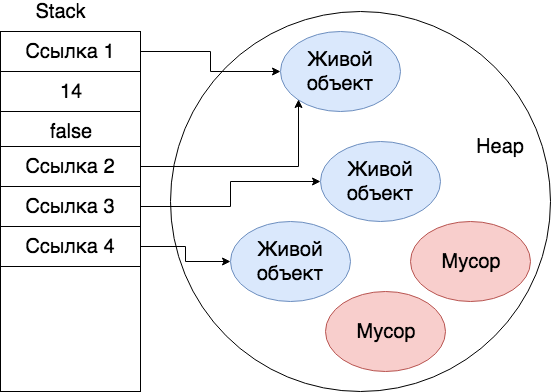 Stack
Ссылка 1
14
false
Ссылка 2
Ссылка 3
Ссылка 4
Живой
объект
Heap
Живой
объект
Живой
объект
Мусор
Мусор